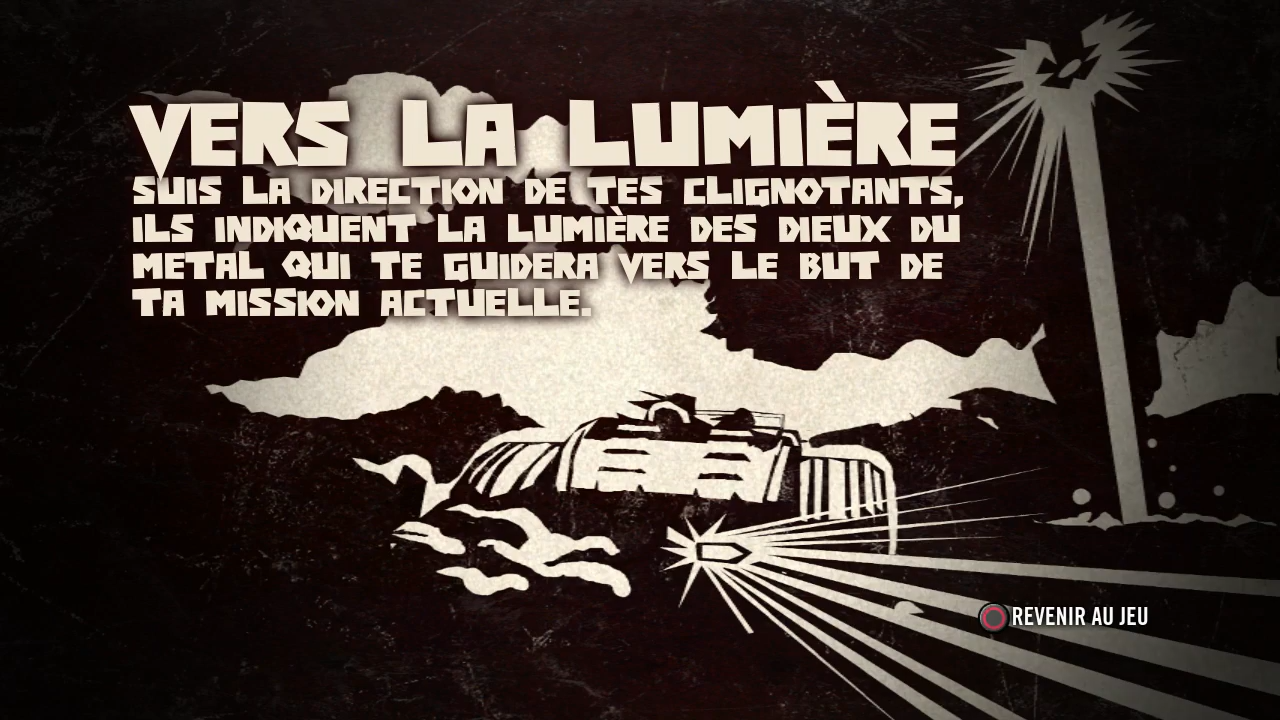 VERS LA LUMIÈRE
SUIS LA DIRECTION DE TES CLIGNOTANTS,
ILS INDIQUENT LA LUMIÈRE DES DIEUX DU
METAL QUI TE GUIDERA VERS LE BUT DE
TA MISSION ACTUELLE.
REVENIR AU JEU